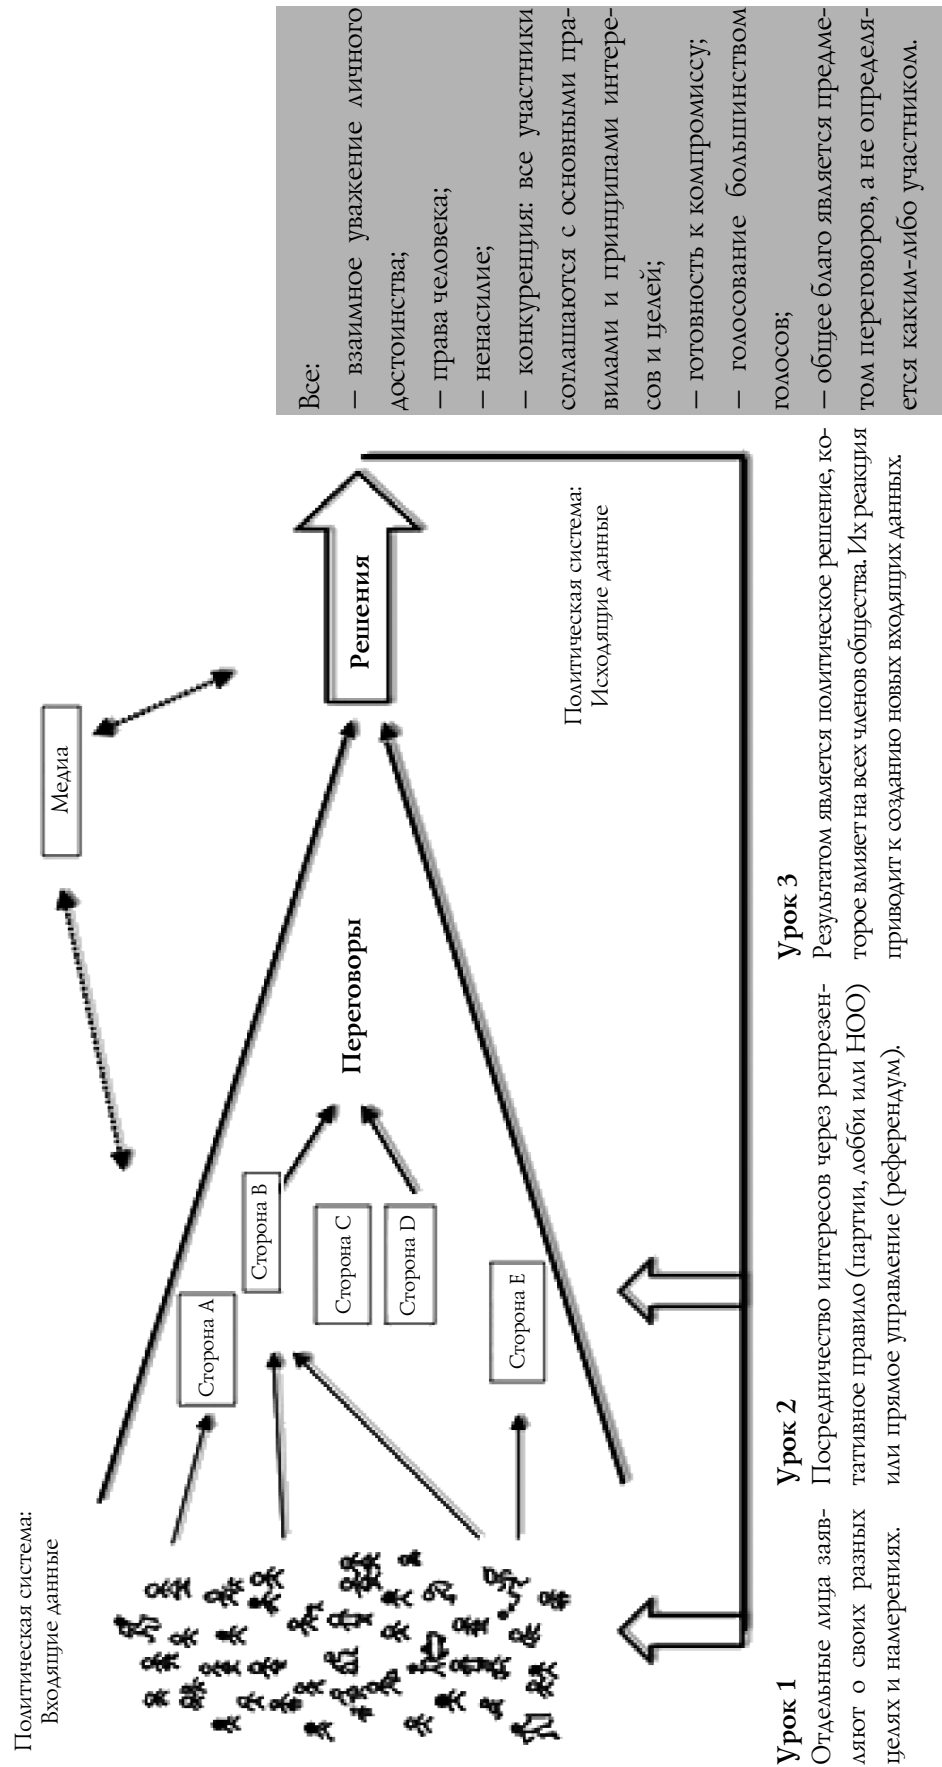 Политическая система:
Входящие данные
Медиа
Сторона A
Сторона B
Сторона C
Сторона D
Сторона E
Переговоры
Решения
Политическая система:
Исходящие данные
Урок 1
Отдельные лица заяв-
ляют о своих разных
целях и намерениях.
Урок 2
Посредничество интересов через репрезен-
тативное правило (партии, лобби или НОО)
или прямое управление (референдум).
Урок 3
Результатом является политическое решение, ко-
торое влияет на всех членов общества. Их реакция
приводит к созданию новых входящих данных.
Все:
– взаимное уважение личного
достоинства;
– права человека;
– ненасилие;
– конкуренция: все участники
соглашаются с основными пра-
вилами и принципами интере-
сов и целей;
– готовность к компромиссу;
– голосование большинством
голосов;
– общее благо является предме-
том переговоров, а не определя-
ется каким-либо участником.